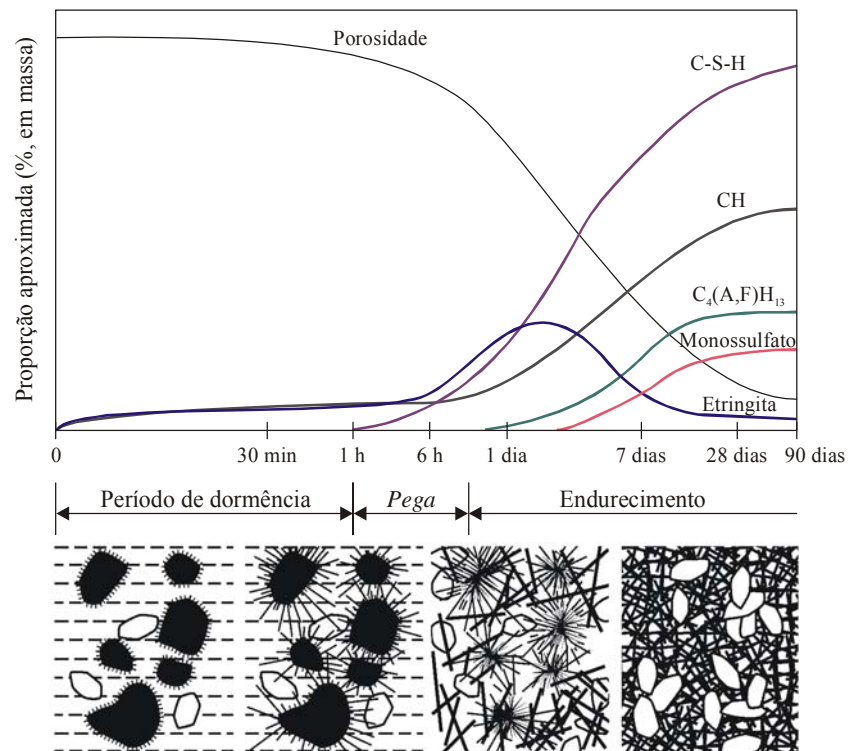 Proporção aproximada (%, em massa)
Porosidade
C-S-H
CH
C₄(A,F)H₁₃
Monossulfato
Etringita
0 30 min 1 h 6 h 1 dia 7 dias 28 dias 90 dias
Período de dormência Pega Endurecimento